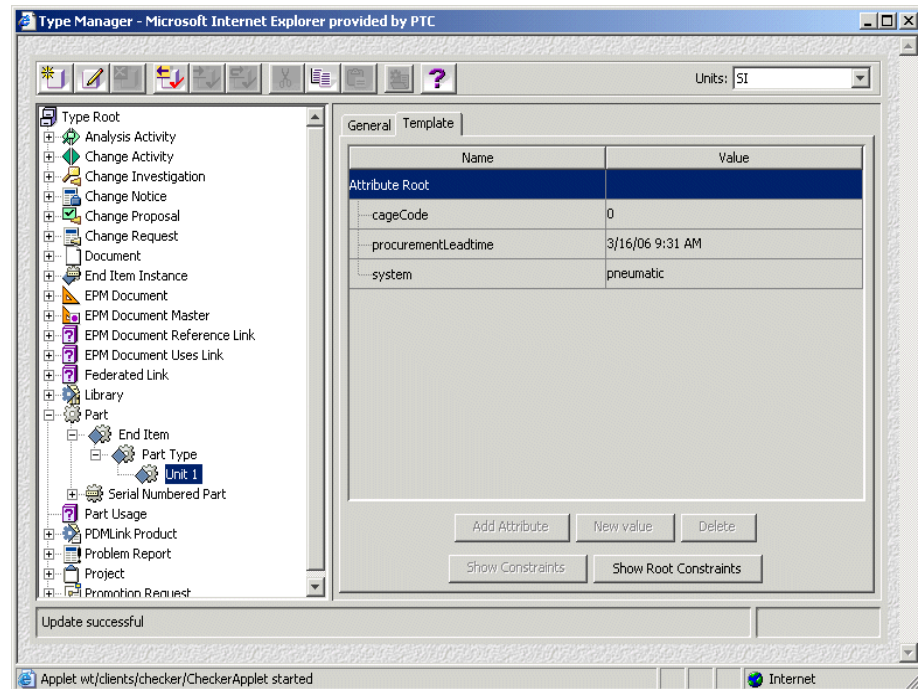 Type Manager - Microsoft Internet Explorer provided by PTC
?
Units: SI
Type Root
Analysis Activity
Change Activity
Change Investigation
Change Notice
Change Proposal
Change Request
Document
End Item Instance
EPM Document
EPM Document Master
EPM Document Reference Link
EPM Document Uses Link
Federated Link
Library
Part
End Item
Part Type
Unit 1
Serial Numbered Part
Part Usage
PDMLink Product
Problem Report
Project
Promotion Request
General Template
Name Value
Attribute Root
cageCode 0
procurementLeadtime 3/16/06 9:31 AM
system pneumatic
Add Attribute New value Delete
Show Constraints Show Root Constraints
Update successful
Applet wt/clients/checker/CheckerApplet started Internet